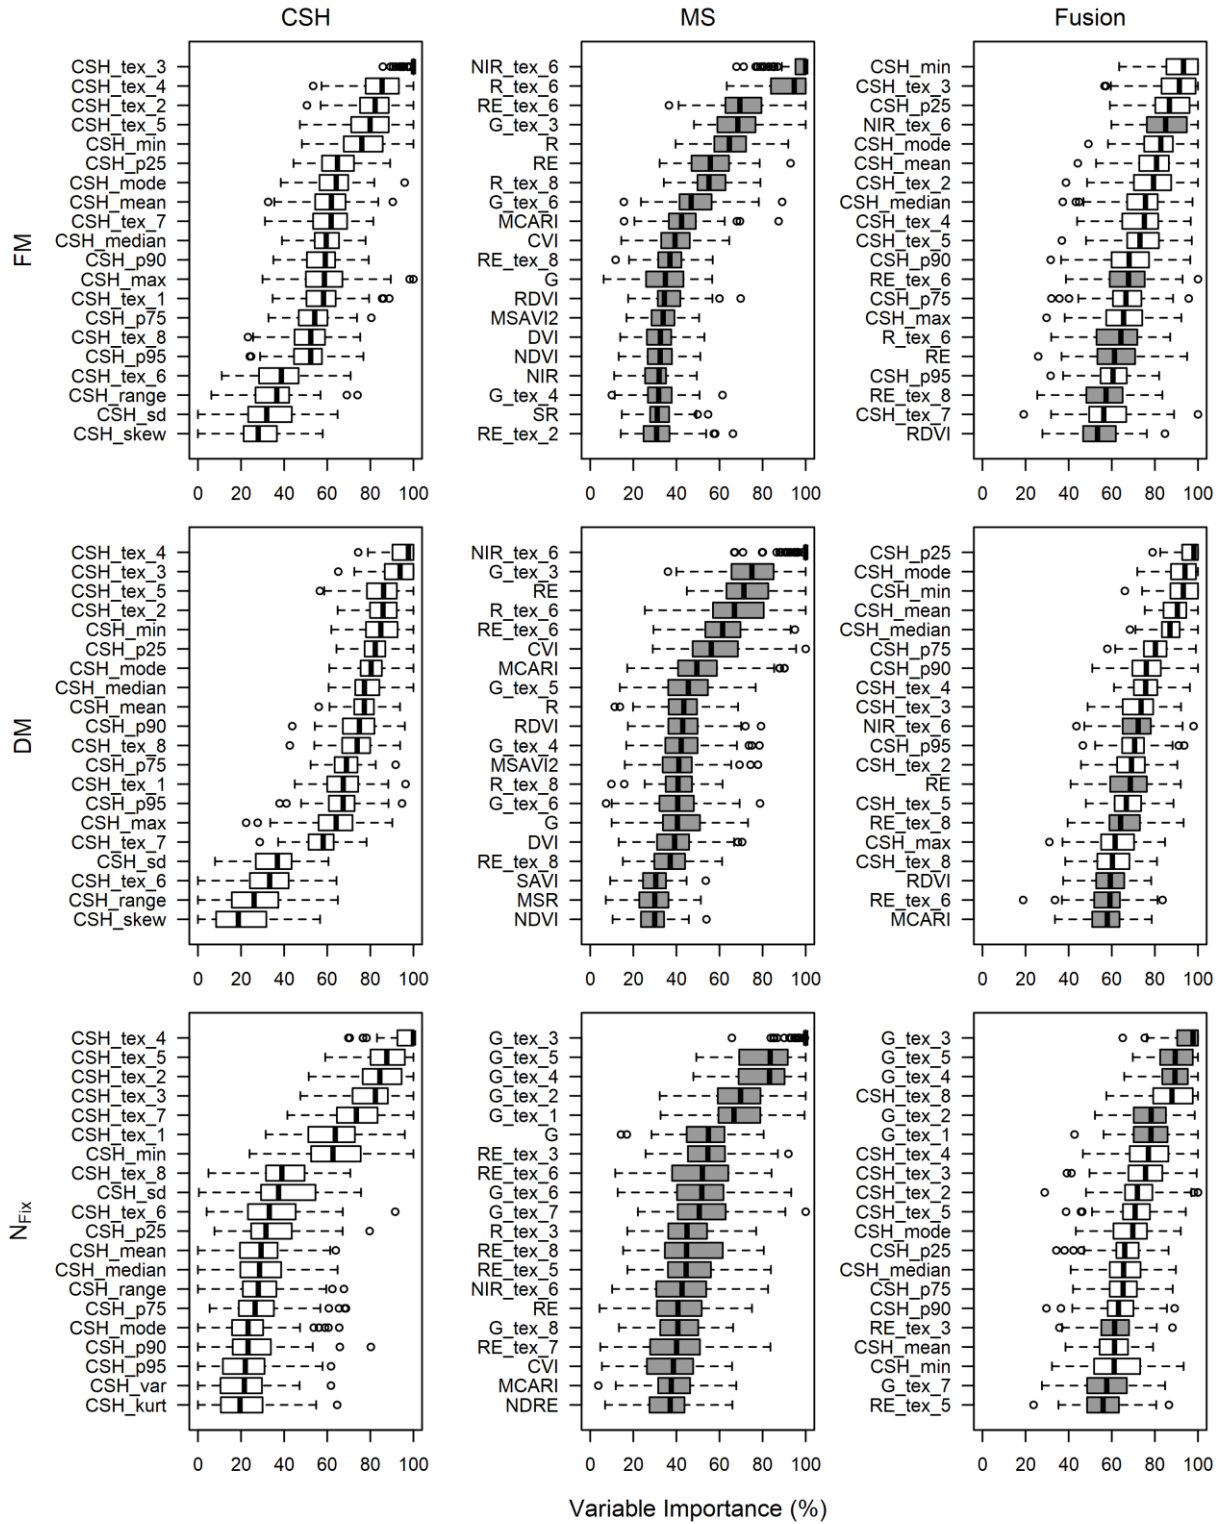 CSH MS Fusion
FM
CSH_tex_3
CSH_tex_4
CSH_tex_2
CSH_tex_5
CSH_min
CSH_p25
CSH_mode
CSH_mean
CSH_tex_7
CSH_median
CSH_p90
CSH_max
CSH_tex_1
CSH_p75
CSH_tex_8
CSH_p95
CSH_tex_6
CSH_range
CSH_sd
CSH_skew
0 20 40 60 80 100
NIR_tex_6
R_tex_6
RE_tex_6
G_tex_3
R
RE
R_tex_8
G_tex_6
MCARI
CVI
RE_tex_8
G
RDVI
MSAVI2
DVI
NDVI
NIR
G_tex_4
SR
RE_tex_2
0 20 40 60 80 100
CSH_min
CSH_tex_3
CSH_p25
NIR_tex_6
CSH_mode
CSH_mean
CSH_tex_2
CSH_median
CSH_tex_4
CSH_tex_5
CSH_p90
RE_tex_6
CSH_p75
CSH_max
R_tex_6
RE
CSH_p95
RE_tex_8
CSH_tex_7
RDVI
0 20 40 60 80 100
DM
CSH_tex_4
CSH_tex_3
CSH_tex_5
CSH_tex_2
CSH_min
CSH_p25
CSH_mode
CSH_median
CSH_mean
CSH_p90
CSH_tex_8
CSH_p75
CSH_tex_1
CSH_p95
CSH_max
CSH_tex_7
CSH_sd
CSH_tex_6
CSH_range
CSH_skew
0 20 40 60 80 100
NIR_tex_6
G_tex_3
RE
R_tex_6
RE_tex_6
CVI
MCARI
G_tex_5
R
RDVI
G_tex_4
MSAVI2
R_tex_8
G_tex_6
G
DVI
RE_tex_8
SAVI
MSR
NDVI
0 20 40 60 80 100
CSH_p25
CSH_mode
CSH_min
CSH_mean
CSH_median
CSH_p75
CSH_p90
CSH_tex_4
CSH_tex_3
NIR_tex_6
CSH_p95
CSH_tex_2
RE
CSH_tex_5
RE_tex_8
CSH_max
CSH_tex_8
RDVI
RE_tex_6
MCARI
0 20 40 60 80 100
N_Fix
CSH_tex_4
CSH_tex_5
CSH_tex_2
CSH_tex_3
CSH_tex_7
CSH_tex_1
CSH_min
CSH_tex_8
CSH_sd
CSH_tex_6
CSH_p25
CSH_mean
CSH_median
CSH_range
CSH_p75
CSH_mode
CSH_p90
CSH_p95
CSH_var
CSH_kurt
0 20 40 60 80 100
G_tex_3
G_tex_5
G_tex_4
G_tex_2
G_tex_1
G
RE_tex_3
RE_tex_6
G_tex_6
G_tex_7
R_tex_3
RE_tex_8
RE_tex_5
NIR_tex_6
RE
G_tex_8
RE_tex_7
CVI
MCARI
NDRE
0 20 40 60 80 100
G_tex_3
G_tex_5
G_tex_4
CSH_tex_8
G_tex_2
G_tex_1
CSH_tex_4
CSH_tex_3
CSH_tex_2
CSH_tex_5
CSH_mode
CSH_p25
CSH_median
CSH_p75
CSH_p90
RE_tex_3
CSH_mean
CSH_min
G_tex_7
RE_tex_5
0 20 40 60 80 100
Variable Importance (%)